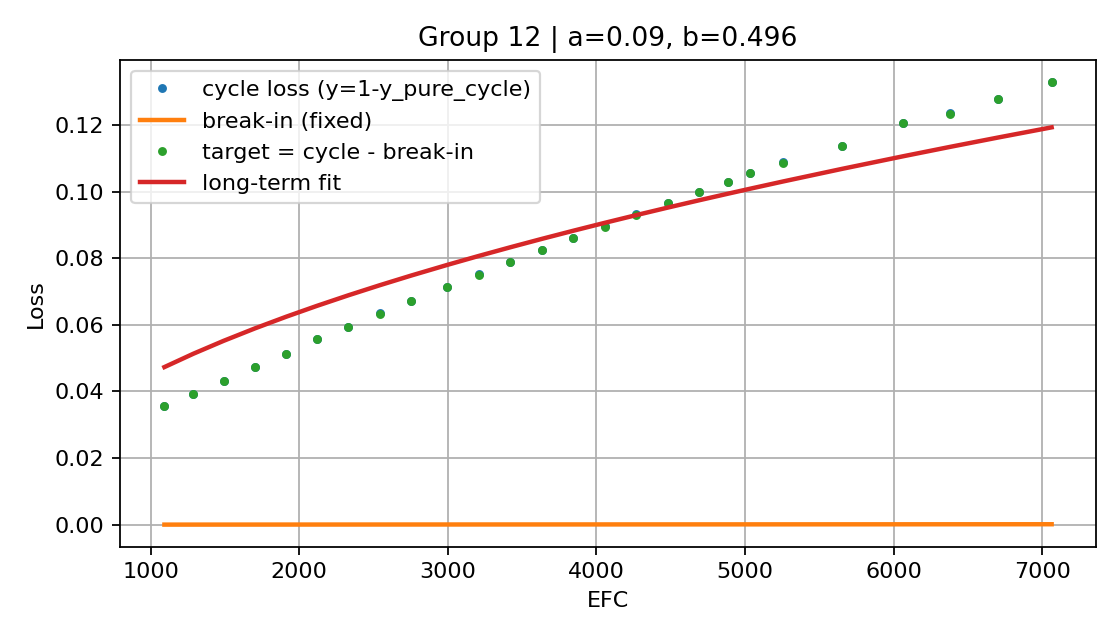 Group 12 | a=0.09, b=0.496
cycle loss (y=1-y_pure_cycle)
break-in (fixed)
target = cycle - break-in
long-term fit
Loss
0.12
0.10
0.08
0.06
0.04
0.02
0.00
1000 2000 3000 4000 5000 6000 7000
EFC